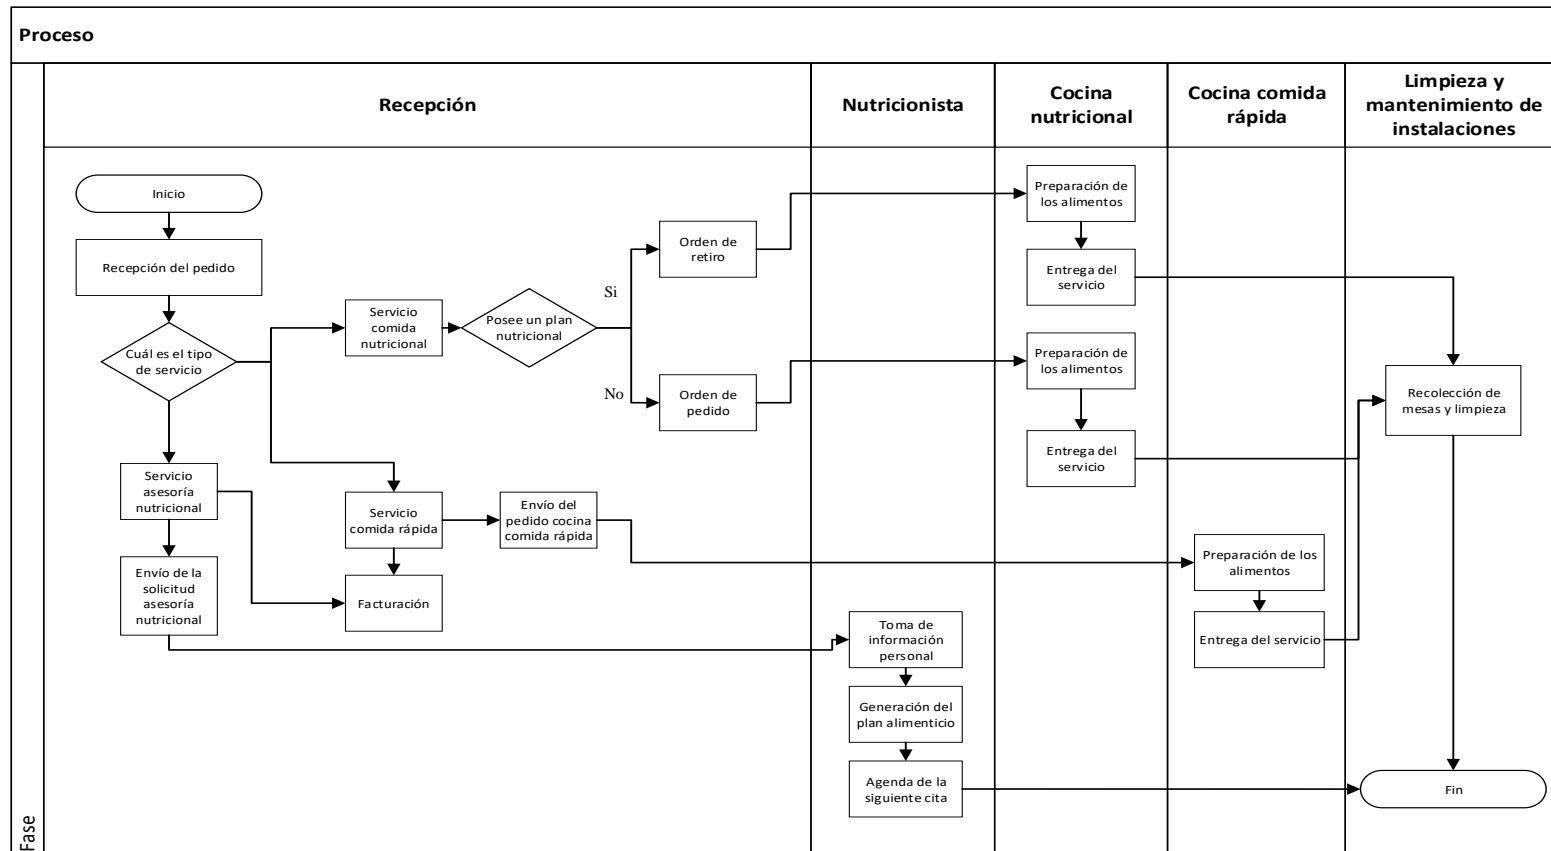 Proceso
Recepción
Nutricionista
Cocina
nutricional
Cocina comida
rápida
Limpieza y
mantenimiento de
instalaciones
Fase
Inicio
Recepción del pedido
Cuál es el tipo
de servicio
Servicio
comida
nutricional
Posee un plan
nutricional
Si
No
Orden de
retiro
Orden de
pedido
Preparación de
los alimentos
Entrega del
servicio
Preparación de
los alimentos
Entrega del
servicio
Recolección de
mesas y limpieza
Servicio
asesoría
nutricional
Servicio
comida rápida
Envío del
pedido cocina
comida rápida
Envío de la
solicitud
asesoría
nutricional
Facturación
Preparación de los
alimentos
Entrega del servicio
Toma de
información
personal
Generación del
plan alimenticio
Agenda de la
siguiente cita
Fin